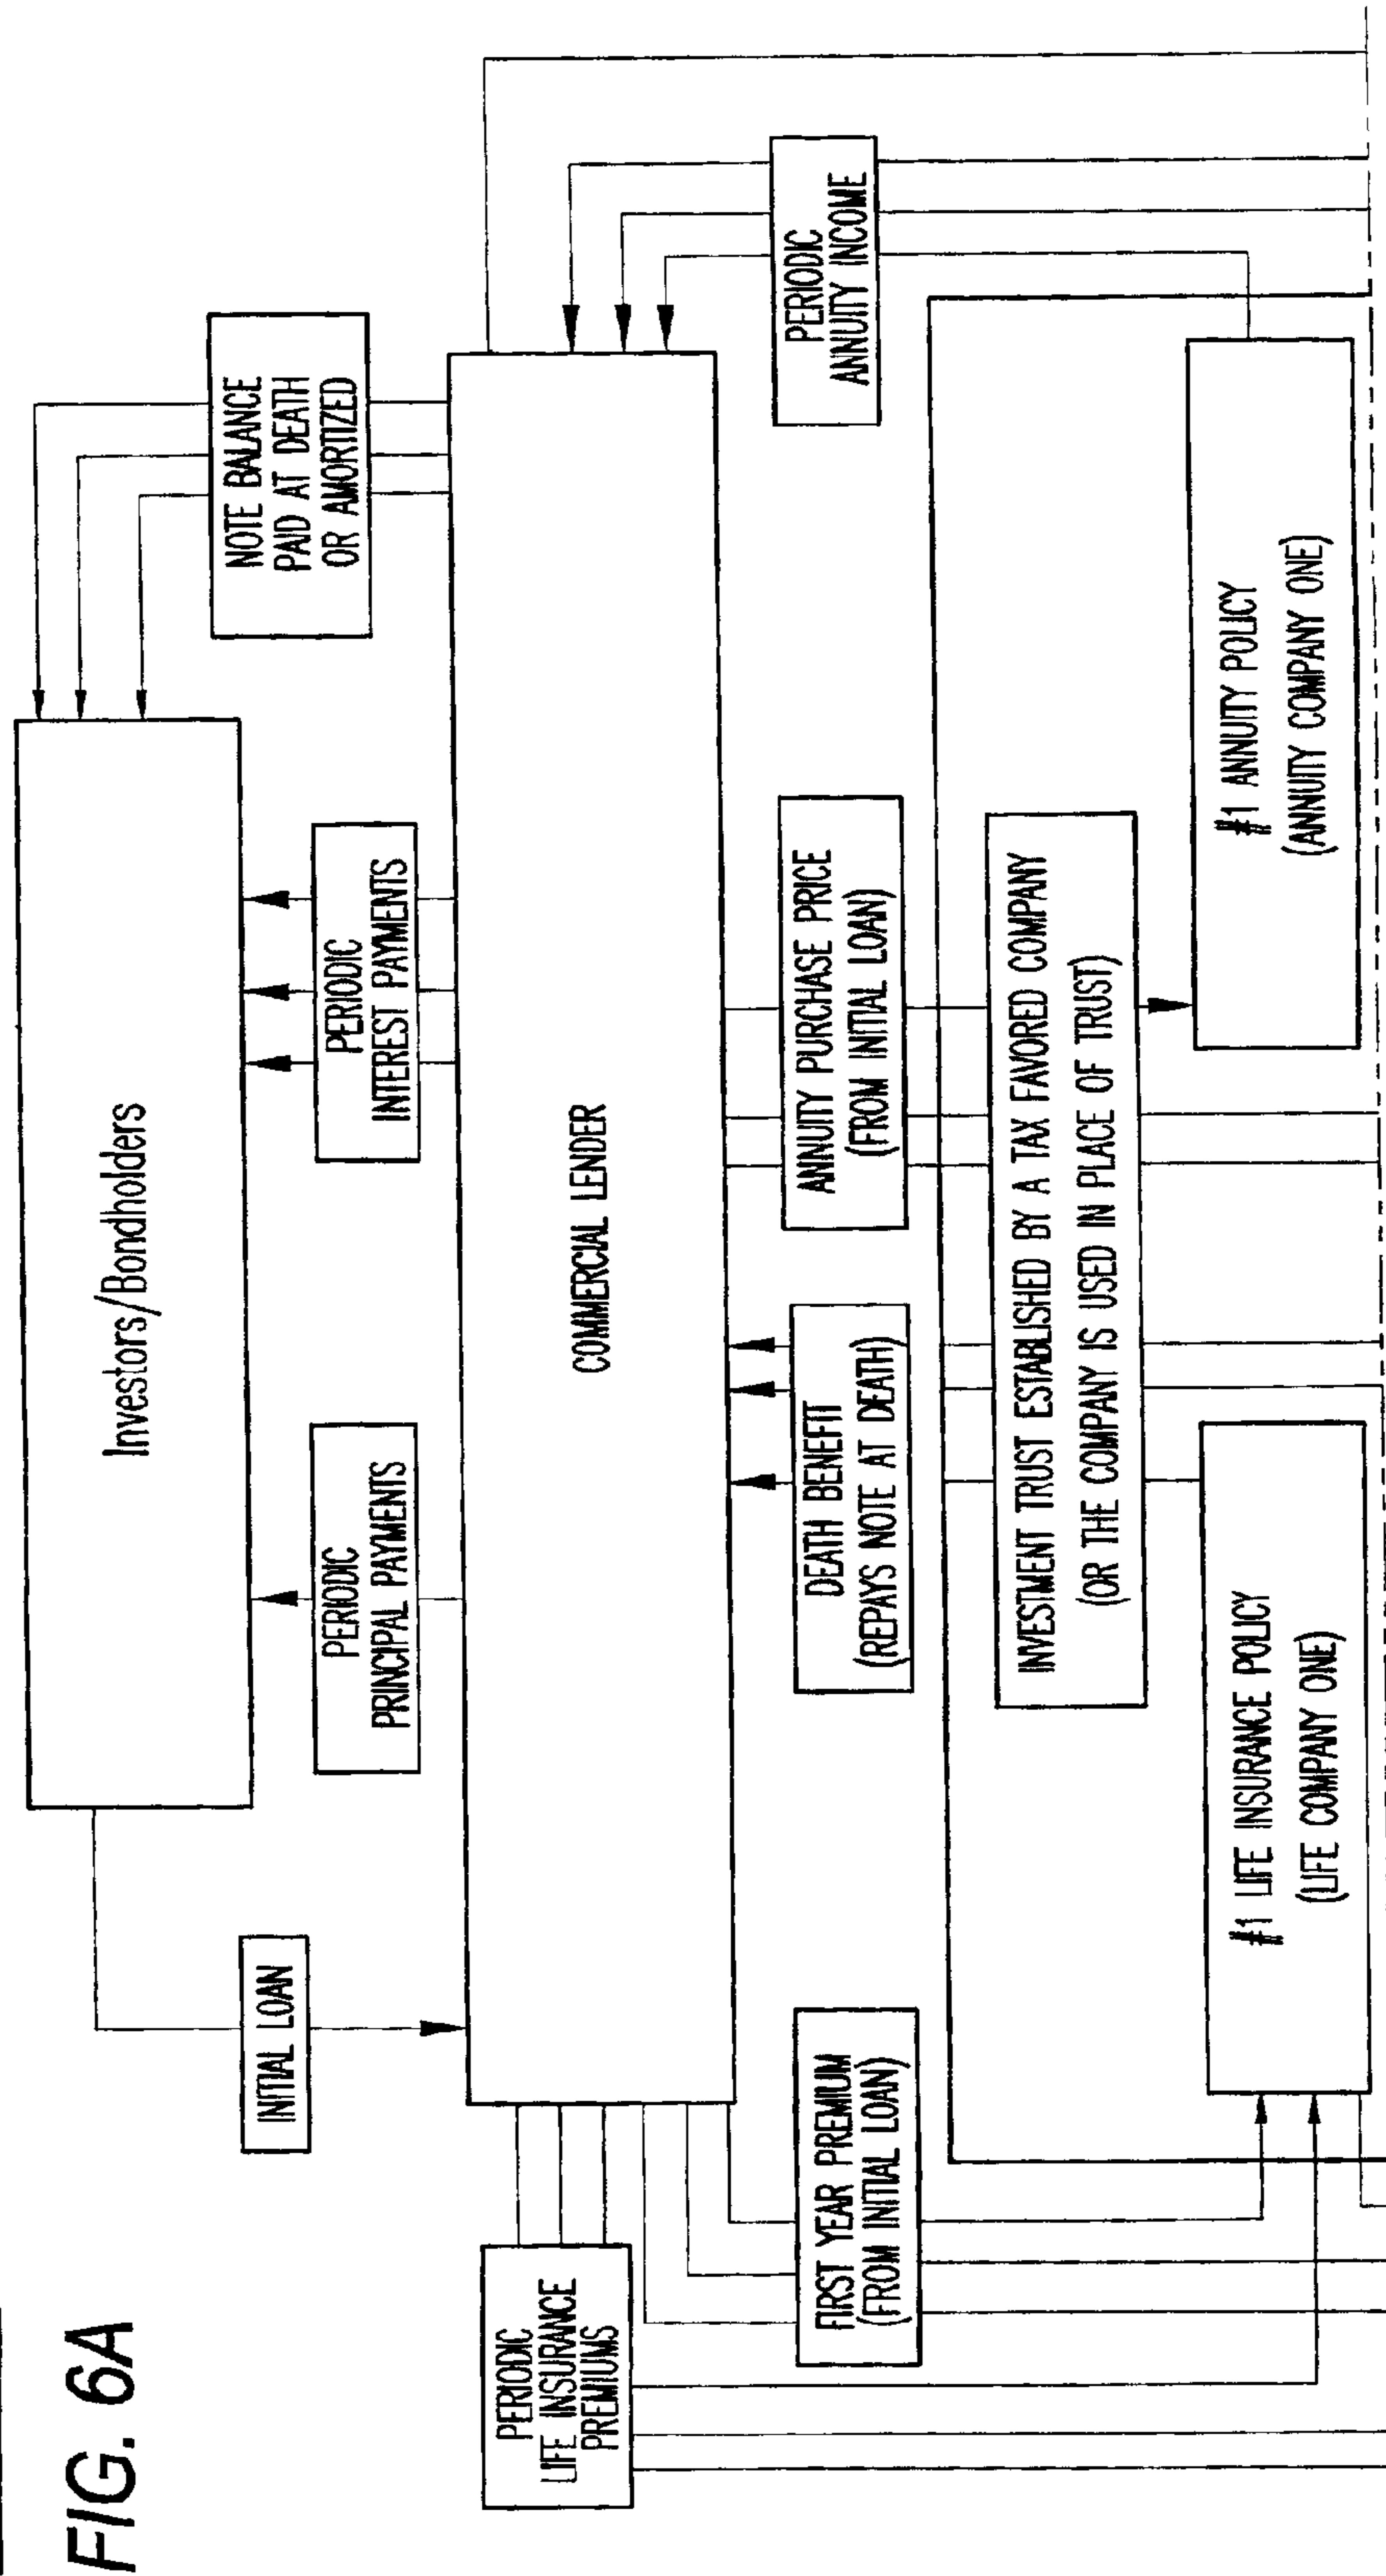 FIG. 6A
Investors/Bondholders
INITIAL LOAN
PERIODIC
PRINCIPAL PAYMENTS
PERIODIC
INTEREST PAYMENTS
NOTE BALANCE
PAID AT DEATH
OR AMORTIZED
COMMERCIAL LENDER
PERIODIC
LIFE INSURANCE
PREMIUMS
FIRST YEAR PREMIUM
(FROM INITIAL LOAN)
DEATH BENEFIT
(REPAYS NOTE AT DEATH)
ANNUITY PURCHASE PRICE
(FROM INITIAL LOAN)
PERIODIC
ANNUITY INCOME
INVESTMENT TRUST ESTABLISHED BY A TAX FAVORED COMPANY
(OR THE COMPANY IS USED IN PLACE OF TRUST)
#1 LIFE INSURANCE POLICY
(LIFE COMPANY ONE)
#1 ANNUITY POLICY
(ANNUITY COMPANY ONE)